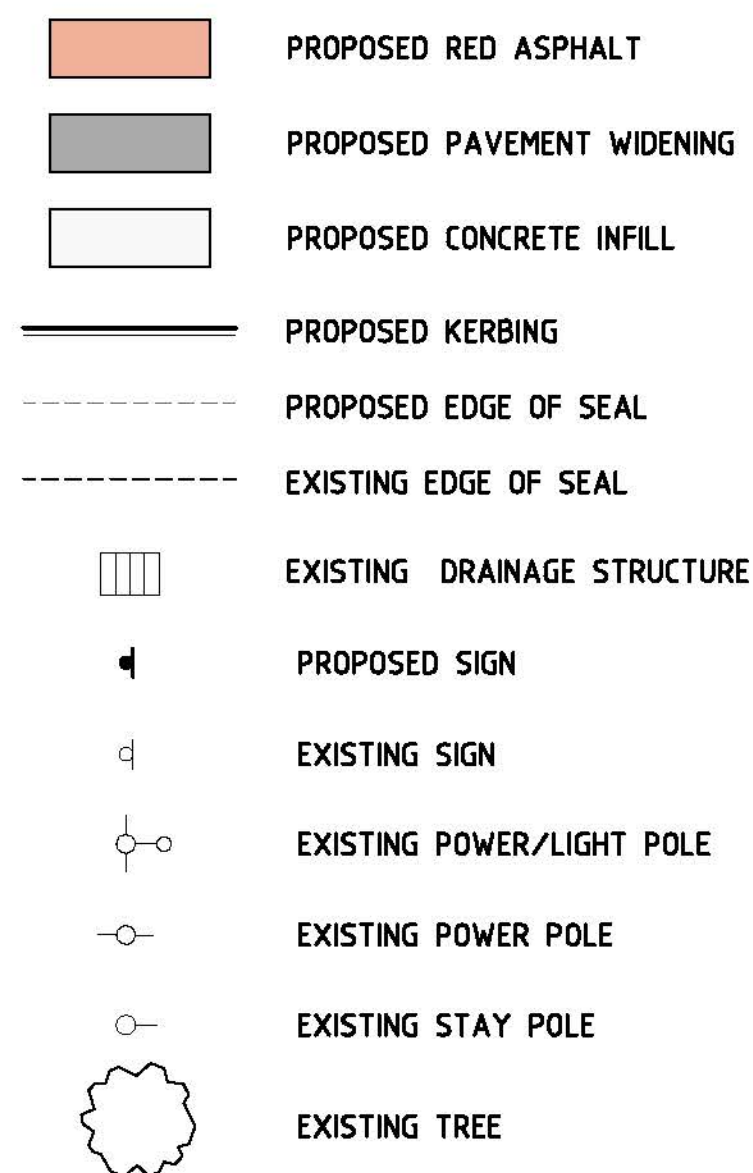 PROPOSED RED ASPHALT
PROPOSED PAVEMENT WIDENING
PROPOSED CONCRETE INFILL
PROPOSED KERBING
PROPOSED EDGE OF SEAL
EXISTING EDGE OF SEAL
EXISTING DRAINAGE STRUCTURE
PROPOSED SIGN
EXISTING SIGN
EXISTING POWER/LIGHT POLE
EXISTING POWER POLE
EXISTING STAY POLE
EXISTING TREE